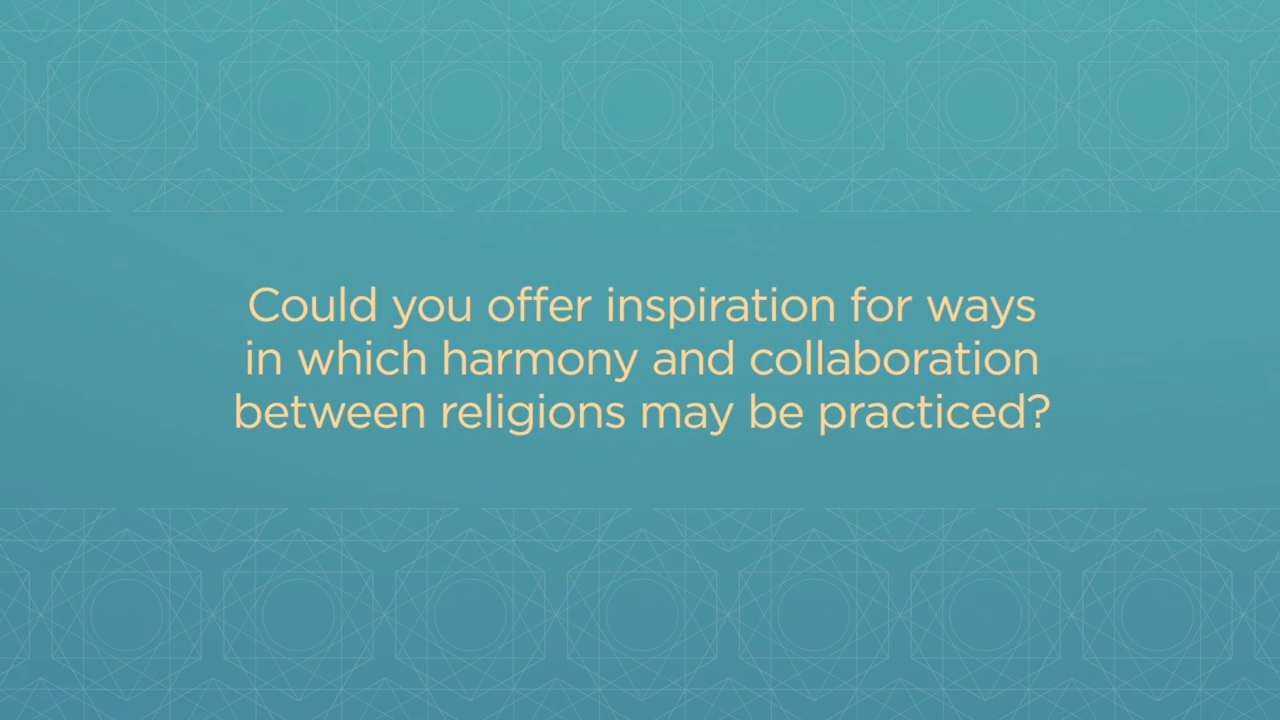 Could you offer inspiration for ways
in which harmony and collaboration
between religions may be practiced?